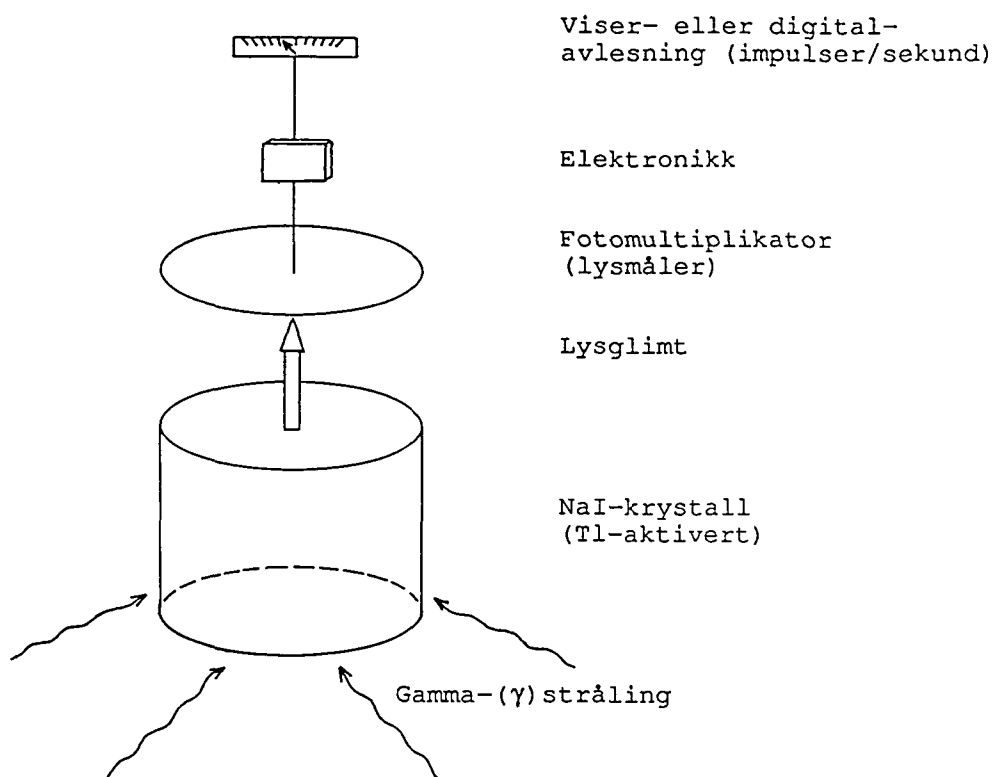 Viser- eller digital-
avlesning (impulser/sekund)
Elektronikk
Fotomultiplikator
(lysmåler)
Lysglimt
NaI-krystall
(Tl-aktivert)
Gamma-(γ)stråling